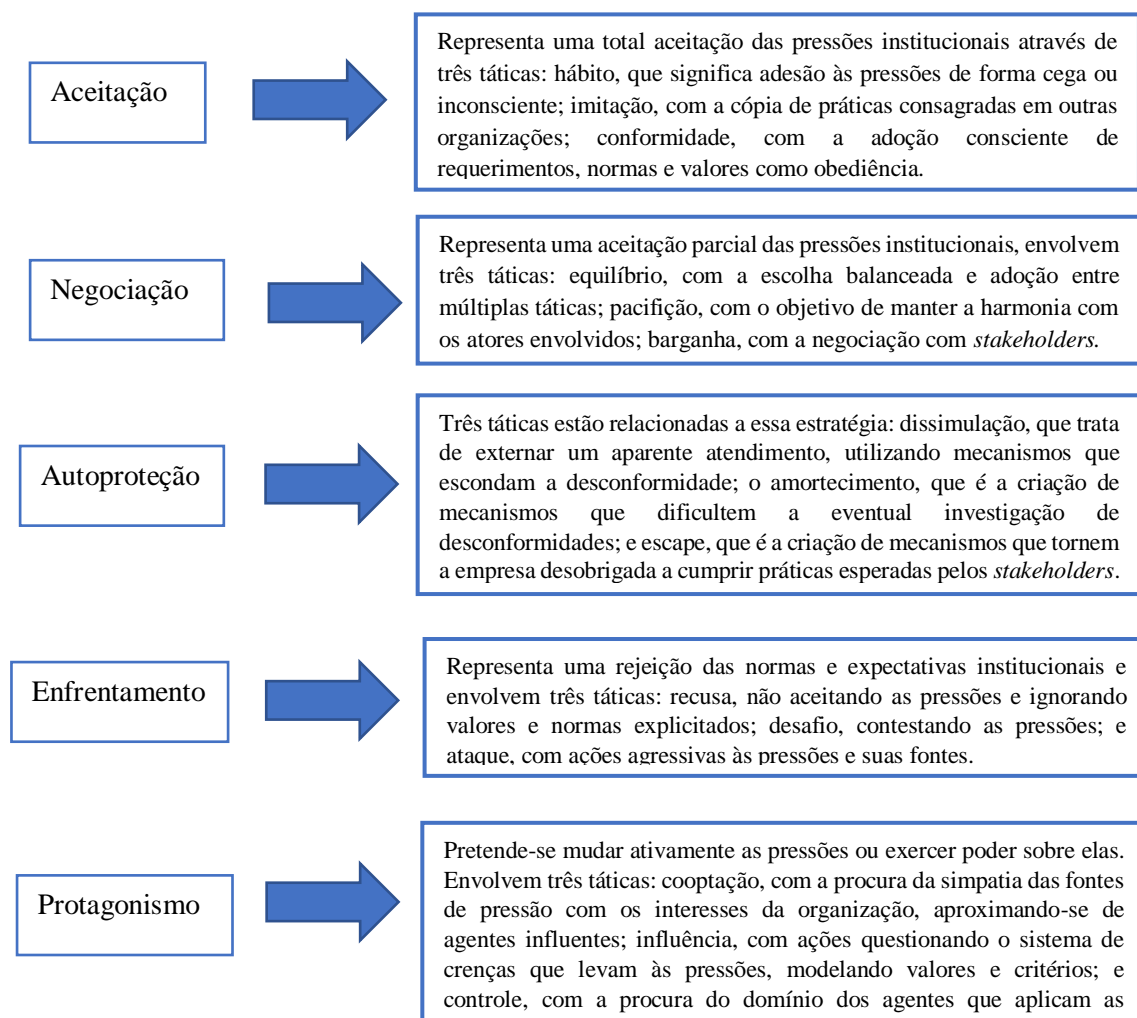 Aceitação
Representa uma total aceitação das pressões institucionais através de
três táticas: hábito, que significa adesão às pressões de forma cega ou
inconsciente; imitação, com a cópia de práticas consagradas em outras
organizações; conformidade, com a adoção consciente de
requerimentos, normas e valores como obediência.
Negociação
Representa uma aceitação parcial das pressões institucionais, envolvem
três táticas: equilíbrio, com a escolha balanceada e adoção entre
múltiplas táticas; pacifição, com o objetivo de manter a harmonia com
os atores envolvidos; barganha, com a negociação com stakeholders.
Autoproteção
Três táticas estão relacionadas a essa estratégia: dissimulação, que trata
de externar um aparente atendimento, utilizando mecanismos que
escondam a desconformidade; o amortecimento, que é a criação de
mecanismos que dificultem a eventual investigação de
desconformidades; e escape, que é a criação de mecanismos que tornem
a empresa desobrigada a cumprir práticas esperadas pelos stakeholders.
Enfrentamento
Representa uma rejeição das normas e expectativas institucionais e
envolvem três táticas: recusa, não aceitando as pressões e ignorando
valores e normas explicitados; desafio, contestando as pressões; e
ataque, com ações agressivas às pressões e suas fontes.
Protagonismo
Pretende-se mudar ativamente as pressões ou exercer poder sobre elas.
Envolvem três táticas: cooptação, com a procura da simpatia das fontes
de pressão com os interesses da organização, aproximando-se de
agentes influentes; influência, com ações questionando o sistema de
crenças que levam às pressões, modelando valores e critérios; e
controle, com a procura do domínio dos agentes que aplicam as